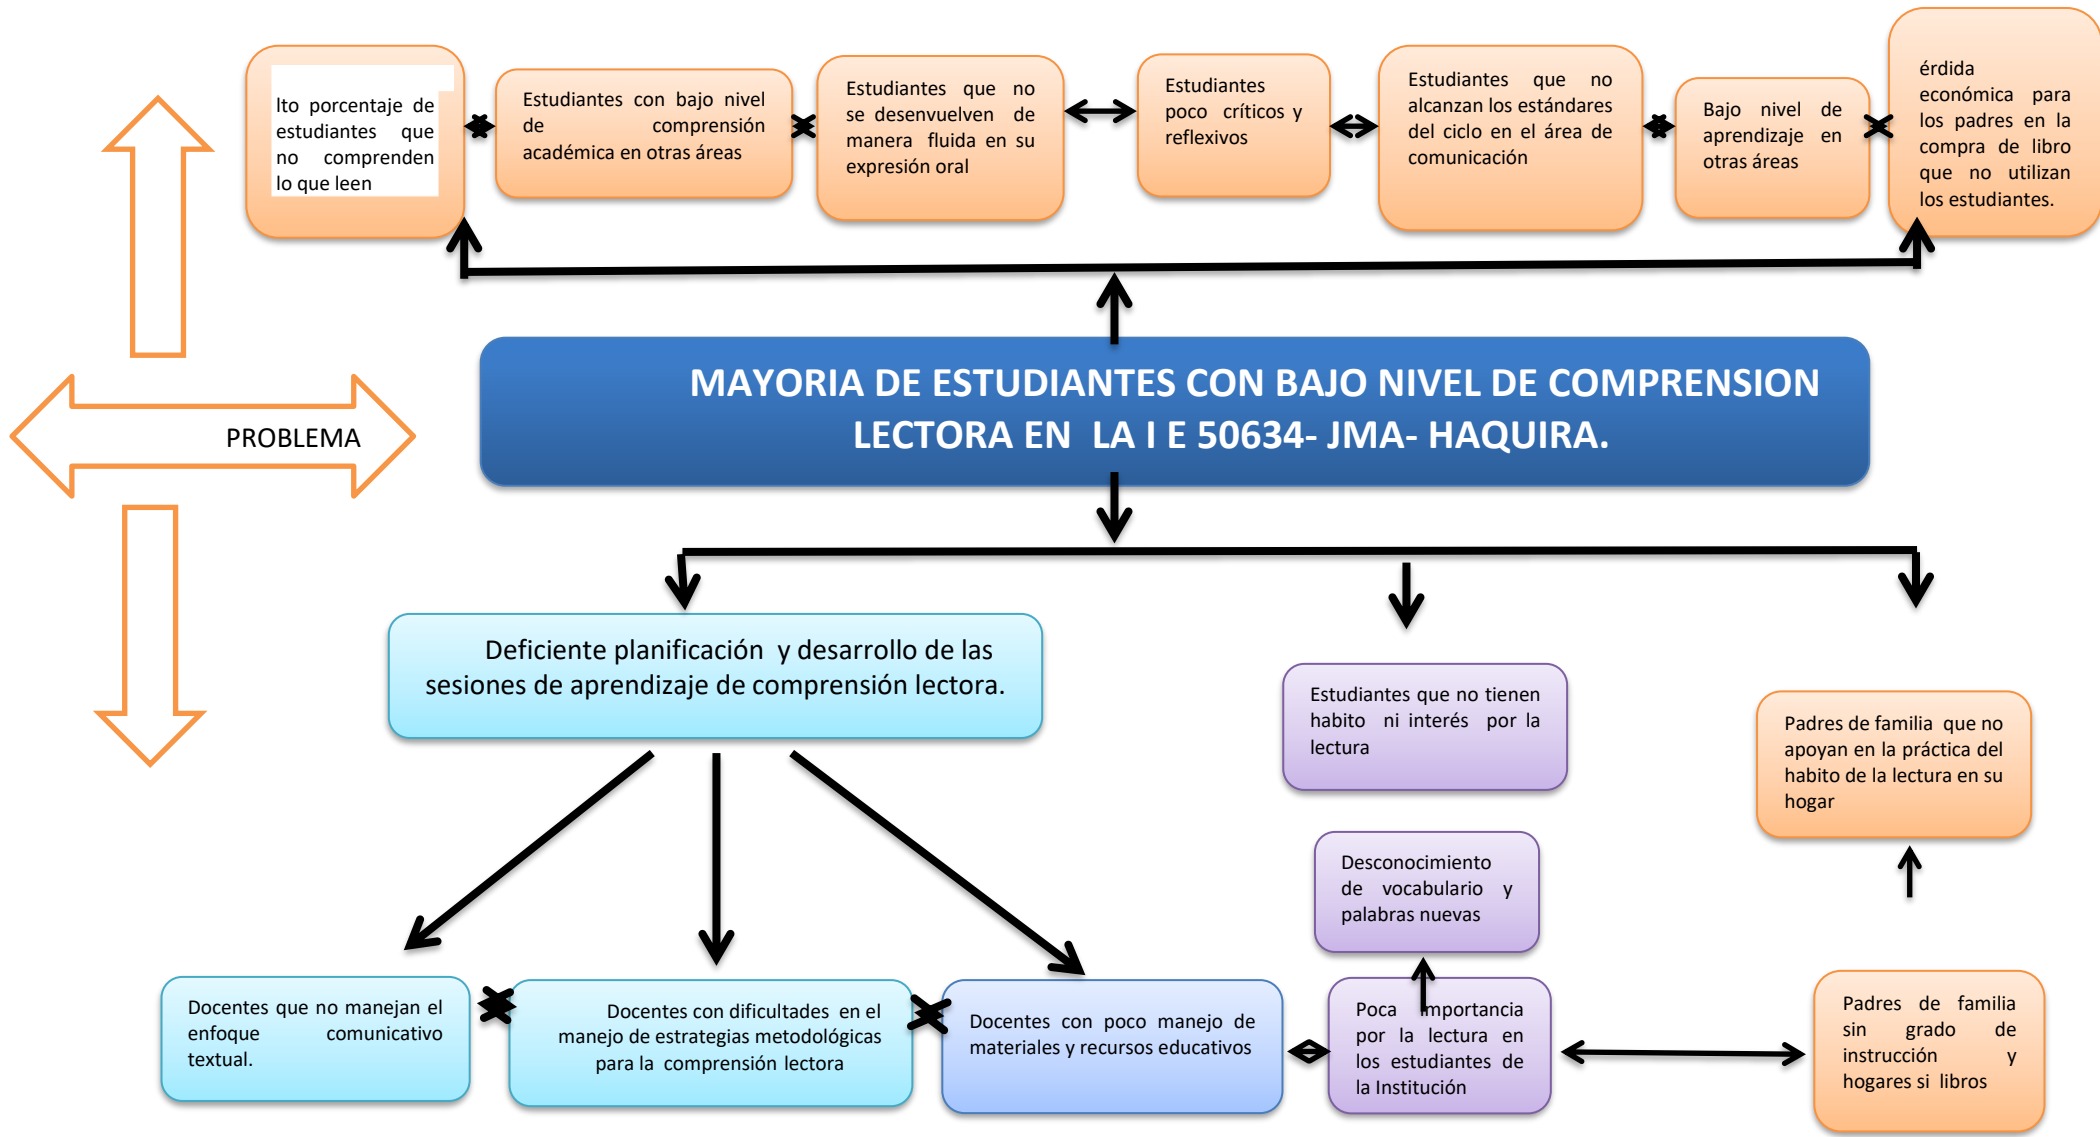 lto porcentaje de
estudiantes que
no comprenden
lo que leen
Estudiantes con bajo nivel
de comprensión
académica en otras áreas
Estudiantes que no
se desenvuelven de
manera fluida en su
expresión oral
Estudiantes
poco críticos y
reflexivos
Estudiantes que no
alcanzan los estándares
del ciclo en el área de
comunicación
Bajo nivel de
aprendizaje en
otras áreas
érdida
económica para
los padres en la
compra de libro
que no utilizan
los estudiantes.
PROBLEMA
MAYORIA DE ESTUDIANTES CON BAJO NIVEL DE COMPRENSION
LECTORA EN LA I E 50634- JMA- HAQUIRA.
Deficiente planificación y desarrollo de las
sesiones de aprendizaje de comprensión lectora.
Estudiantes que no tienen
habito ni interés por la
lectura
Padres de familia que no
apoyan en la práctica del
habito de la lectura en su
hogar
Desconocimiento
de vocabulario y
palabras nuevas
Docentes que no manejan el
enfoque comunicativo
textual.
Docentes con dificultades en el
manejo de estrategias metodológicas
para la comprensión lectora
Docentes con poco manejo de
materiales y recursos educativos
Poca importancia
por la lectura en
los estudiantes de
la Institución
Padres de familia
sin grado de
instrucción y
hogares si libros